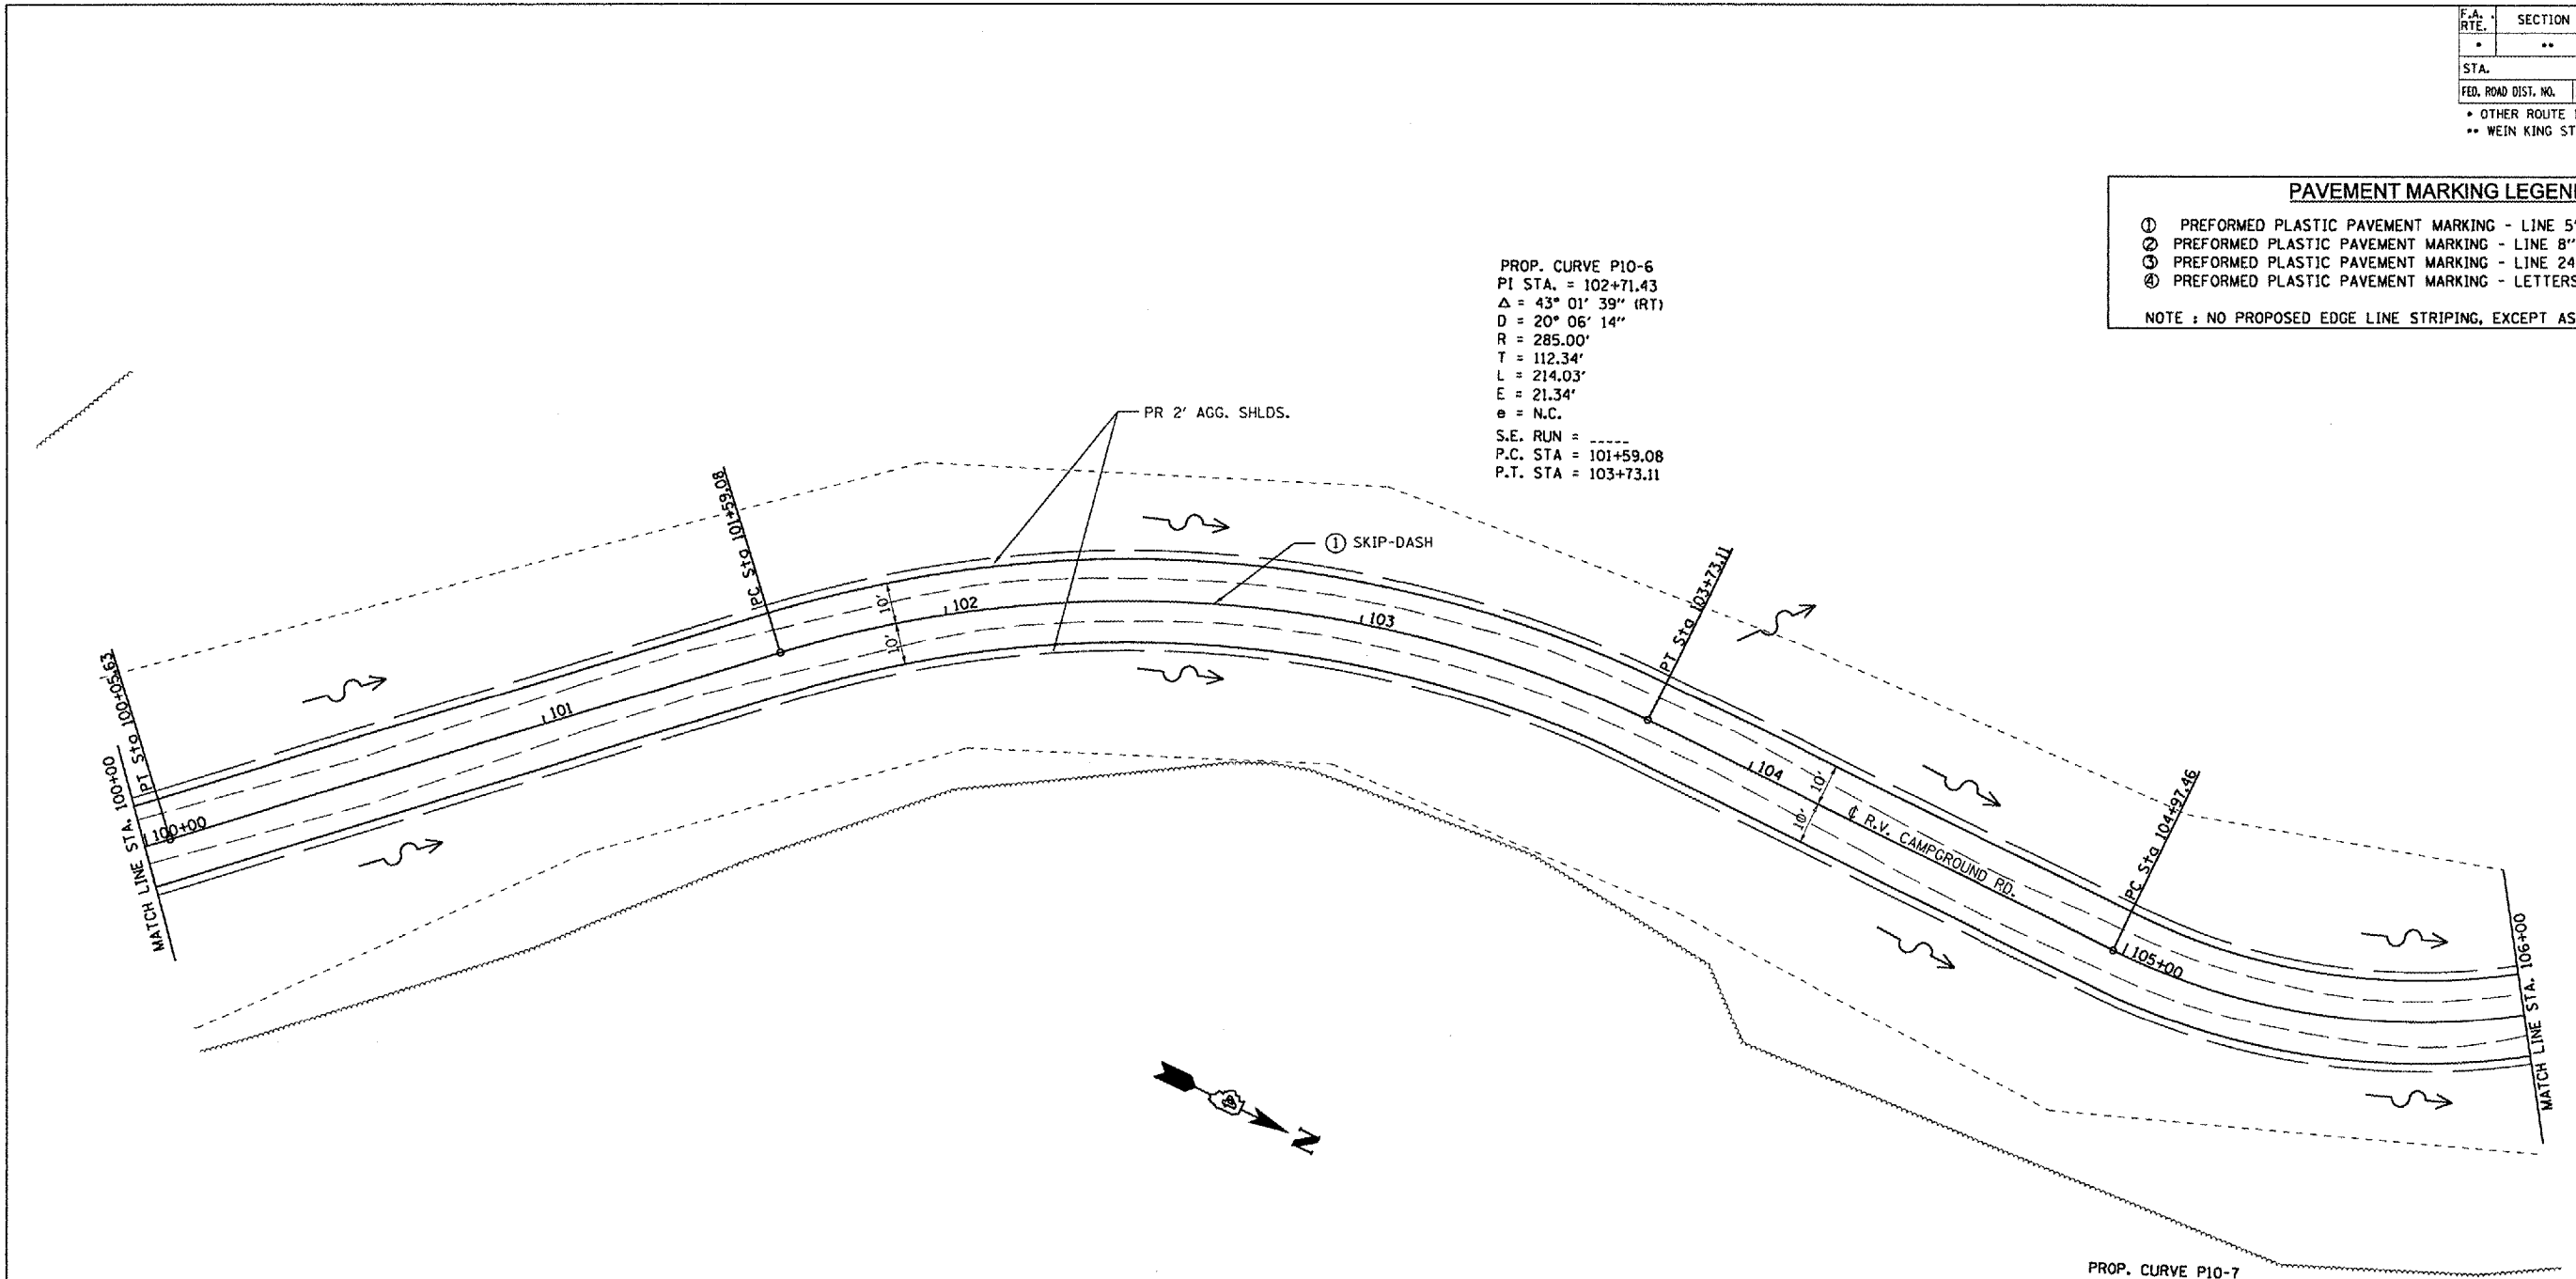 F.A. RTE. SECTION
* **
STA.
FED. ROAD DIST. NO.
* OTHER ROUTE
** WEIN KING ST
PAVEMENT MARKING LEGEN
① PREFORMED PLASTIC PAVEMENT MARKING - LINE 5"
② PREFORMED PLASTIC PAVEMENT MARKING - LINE 8"
③ PREFORMED PLASTIC PAVEMENT MARKING - LINE 24
④ PREFORMED PLASTIC PAVEMENT MARKING - LETTERS
NOTE : NO PROPOSED EDGE LINE STRIPING, EXCEPT AS
PROP. CURVE P10-6
PI STA. = 102+71.43
Δ = 43° 01' 39" (RT)
D = 20° 06' 14"
R = 285.00'
T = 112.34'
L = 214.03'
E = 21.34'
e = N.C.
S.E. RUN = _____
P.C. STA = 101+59.08
P.T. STA = 103+73.11
PR 2' AGG. SHLDS.
① SKIP-DASH
MATCH LINE STA. 100+00
PT Sta 100+05.63
100+00
101
PC Sta 101+59.08
10'
10'
102
103
PT Sta 103+73.11
104
10'
10'
℄ R.V. CAMPGROUND RD.
PC Sta 104+97.46
105+00
MATCH LINE STA. 106+00
N
PROP. CURVE P10-7